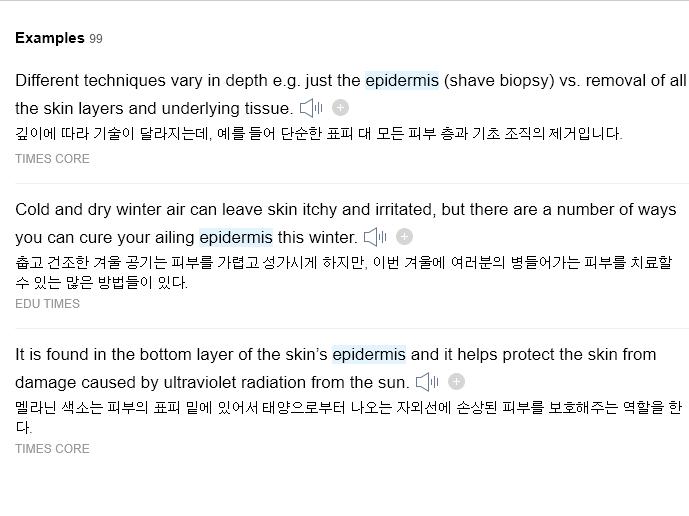 Examples 99
Different techniques vary in depth e.g. just the epidermis (shave biopsy) vs. removal of all
the skin layers and underlying tissue.
깊이에 따라 기술이 달라지는데, 예를 들어 단순한 표피 대 모든 피부 층과 기초 조직의 제거입니다.
TIMES CORE
Cold and dry winter air can leave skin itchy and irritated, but there are a number of ways
you can cure your ailing epidermis this winter.
춥고 건조한 겨울 공기는 피부를 가렵고 성가시게 하지만, 이번 겨울에 여러분의 병들어가는 피부를 치료할
수 있는 많은 방법들이 있다.
EDU TIMES
It is found in the bottom layer of the skin's epidermis and it helps protect the skin from
damage caused by ultraviolet radiation from the sun.
멜라닌 색소는 피부의 표피 밑에 있어서 태양으로부터 나오는 자외선에 손상된 피부를 보호해주는 역할을 한
다.
TIMES CORE